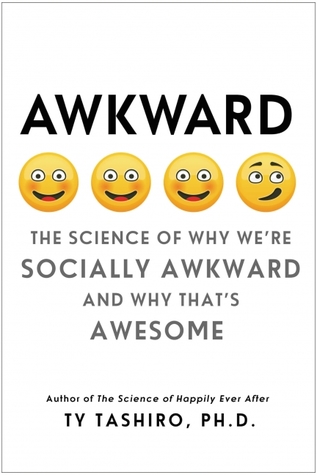 AWKWARD
THE SCIENCE OF WHY WE'RE
SOCIALLY AWKWARD
AND WHY THAT'S
AWESOME
Author of The Science of Happily Ever After
TY TASHIRO, PH.D.